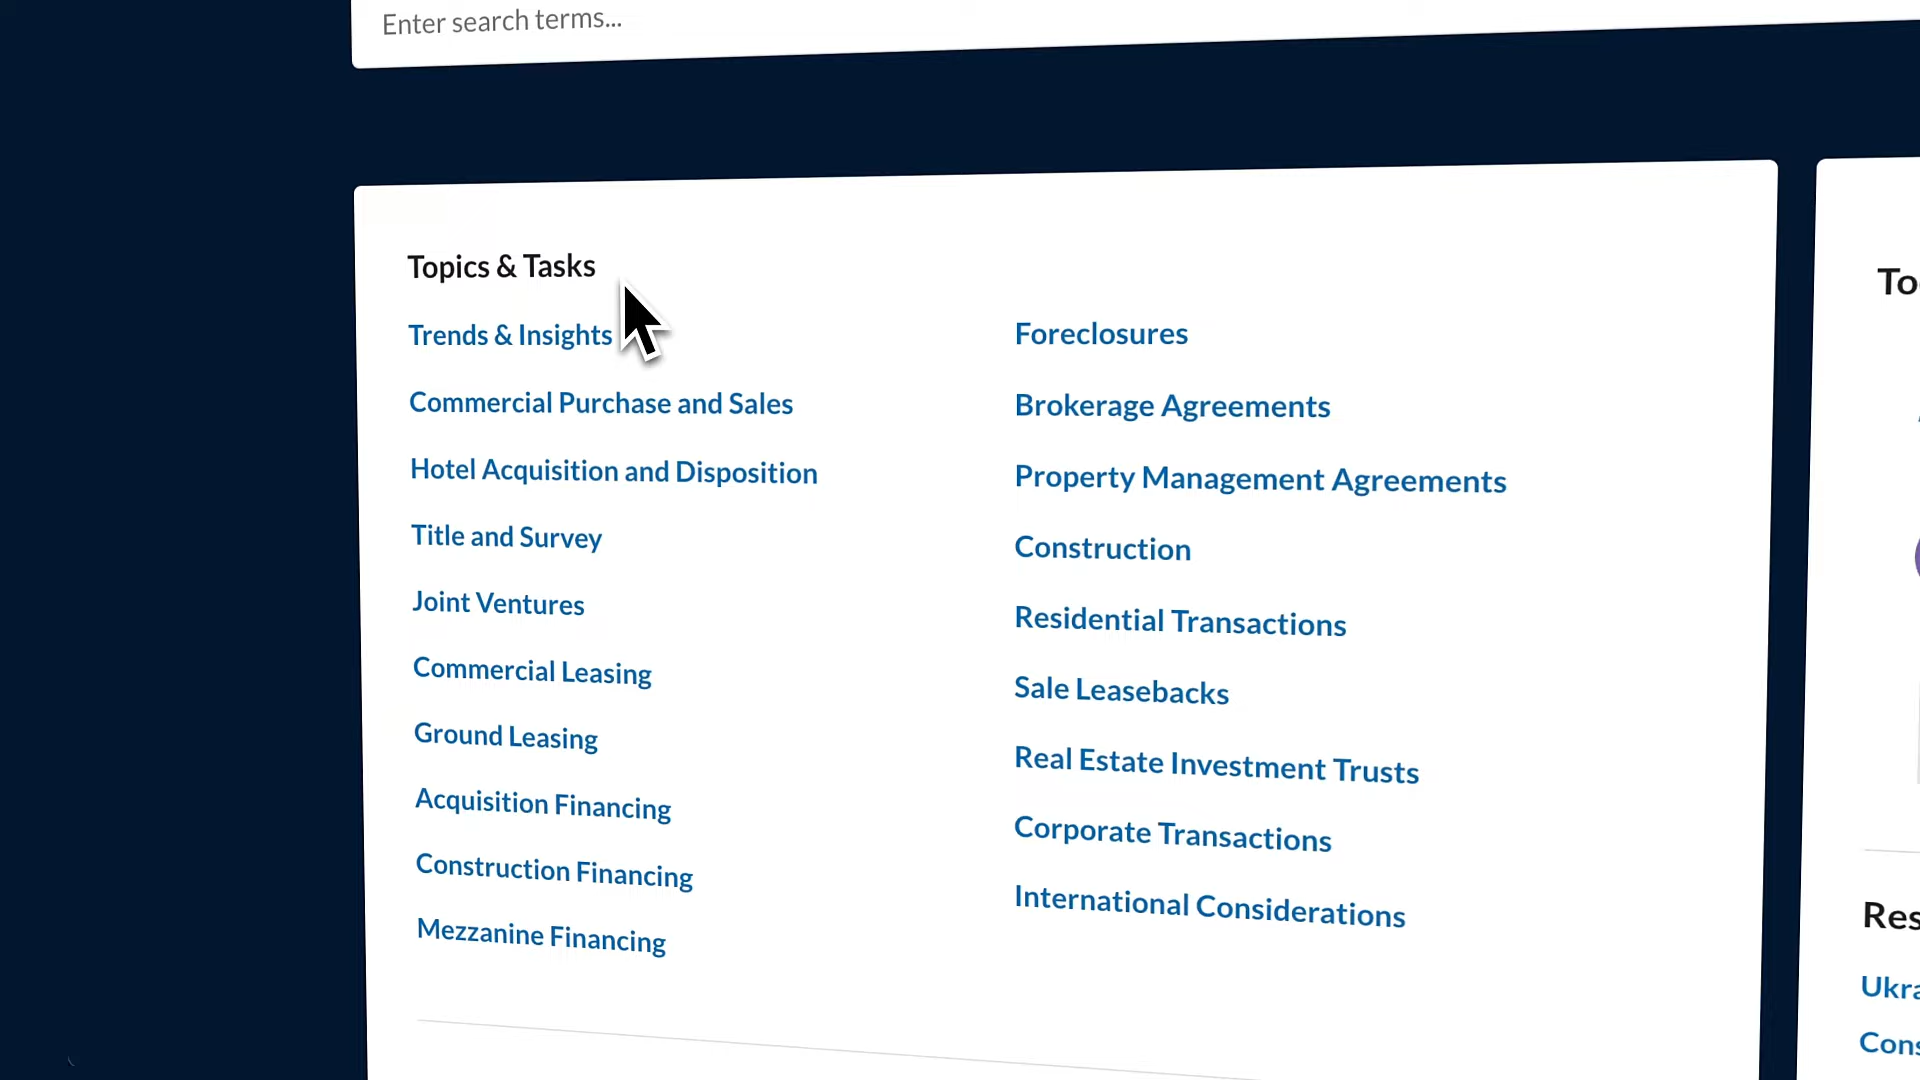 Enter search terms...
Topics & Tasks
Trends & Insights
Commercial Purchase and Sales
Hotel Acquisition and Disposition
Title and Survey
Joint Ventures
Commercial Leasing
Ground Leasing
Acquisition Financing
Construction Financing
Mezzanine Financing
Foreclosures
Brokerage Agreements
Property Management Agreements
Construction
Residential Transactions
Sale Leasebacks
Real Estate Investment Trusts
Corporate Transactions
International Considerations